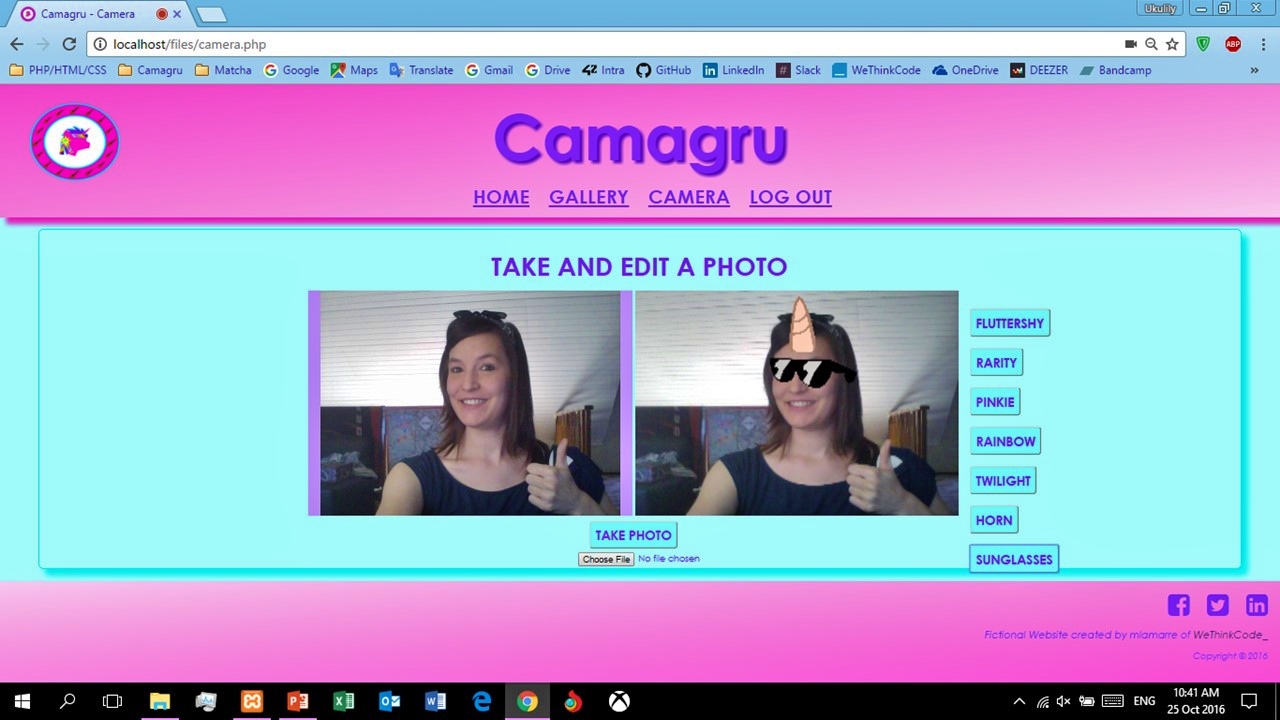 Camagru - Camera
Ukulily
localhost/files/camera.php
ABP
PHP/HTML/CSS Camagru Matcha Google Maps Translate Gmail Drive 42 Intra GitHub LinkedIn Slack WeThinkCode OneDrive DEEZER Bandcamp »
Camagru
HOME GALLERY CAMERA LOG OUT
TAKE AND EDIT A PHOTO
FLUTTERSHY
RARITY
PINKIE
RAINBOW
TWILIGHT
HORN
SUNGLASSES
TAKE PHOTO
Choose File No file chosen
Fictional Website created by mlamarre of WeThinkCode_
Copyright © 2016
ENG
10:41 AM
25 Oct 2016